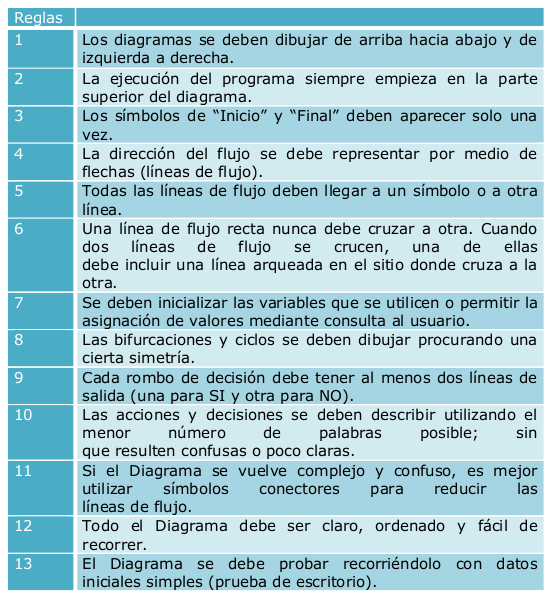 Reglas
1 Los diagramas se deben dibujar de arriba hacia abajo y de
izquierda a derecha.
2 La ejecución del programa siempre empieza en la parte
superior del diagrama.
3 Los símbolos de “Inicio” y “Final” deben aparecer solo una
vez.
4 La dirección del flujo se debe representar por medio de
flechas (líneas de flujo).
5 Todas las líneas de flujo deben llegar a un símbolo o a otra
línea.
6 Una línea de flujo recta nunca debe cruzar a otra. Cuando
dos líneas de flujo se crucen, una de ellas
debe incluir una línea arqueada en el sitio donde cruza a la
otra.
7 Se deben inicializar las variables que se utilicen o permitir la
asignación de valores mediante consulta al usuario.
8 Las bifurcaciones y ciclos se deben dibujar procurando una
cierta simetría.
9 Cada rombo de decisión debe tener al menos dos líneas de
salida (una para SI y otra para NO).
10 Las acciones y decisiones se deben describir utilizando el
menor número de palabras posible; sin
que resulten confusas o poco claras.
11 Si el Diagrama se vuelve complejo y confuso, es mejor
utilizar símbolos conectores para reducir las
líneas de flujo.
12 Todo el Diagrama debe ser claro, ordenado y fácil de
recorrer.
13 El Diagrama se debe probar recorriéndolo con datos
iniciales simples (prueba de escritorio).